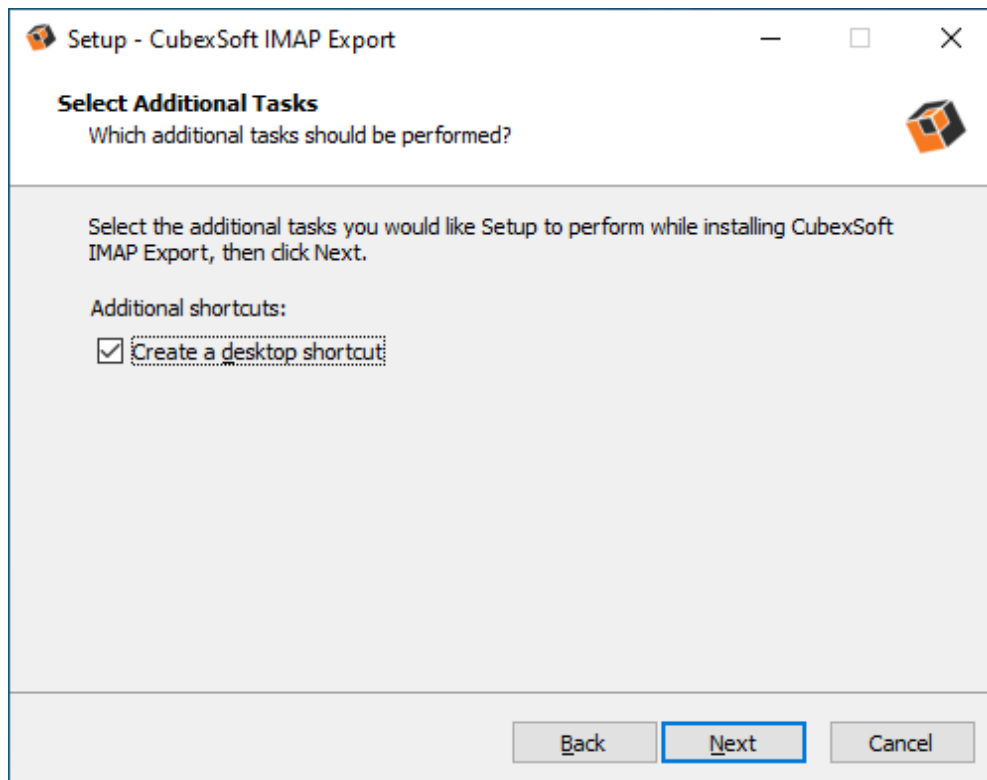 Setup - CubexSoft IMAP Export
Select Additional Tasks
Which additional tasks should be performed?
Select the additional tasks you would like Setup to perform while installing CubexSoft
IMAP Export, then click Next.
Additional shortcuts:
Create a desktop shortcut
Back Next Cancel